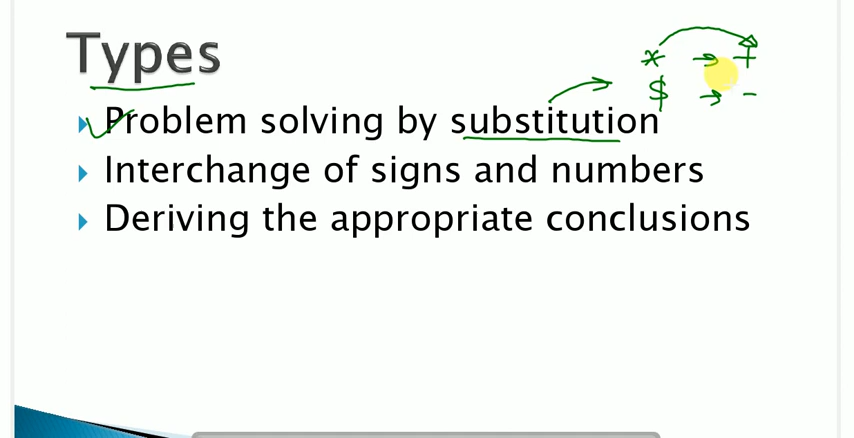 Types
* → +
$ → -
Problem solving by substitution
Interchange of signs and numbers
Deriving the appropriate conclusions